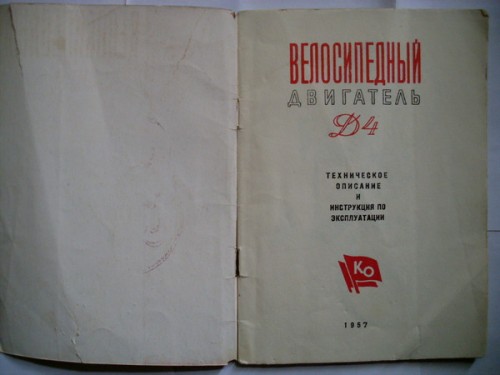 ВЕЛОСИПЕДНЫЙ
ДВИГАТЕЛЬ
Д4
ТЕХНИЧЕСКОЕ
ОПИСАНИЕ
И
ИНСТРУКЦИЯ ПО
ЭКСПЛУАТАЦИИ
КО
1957